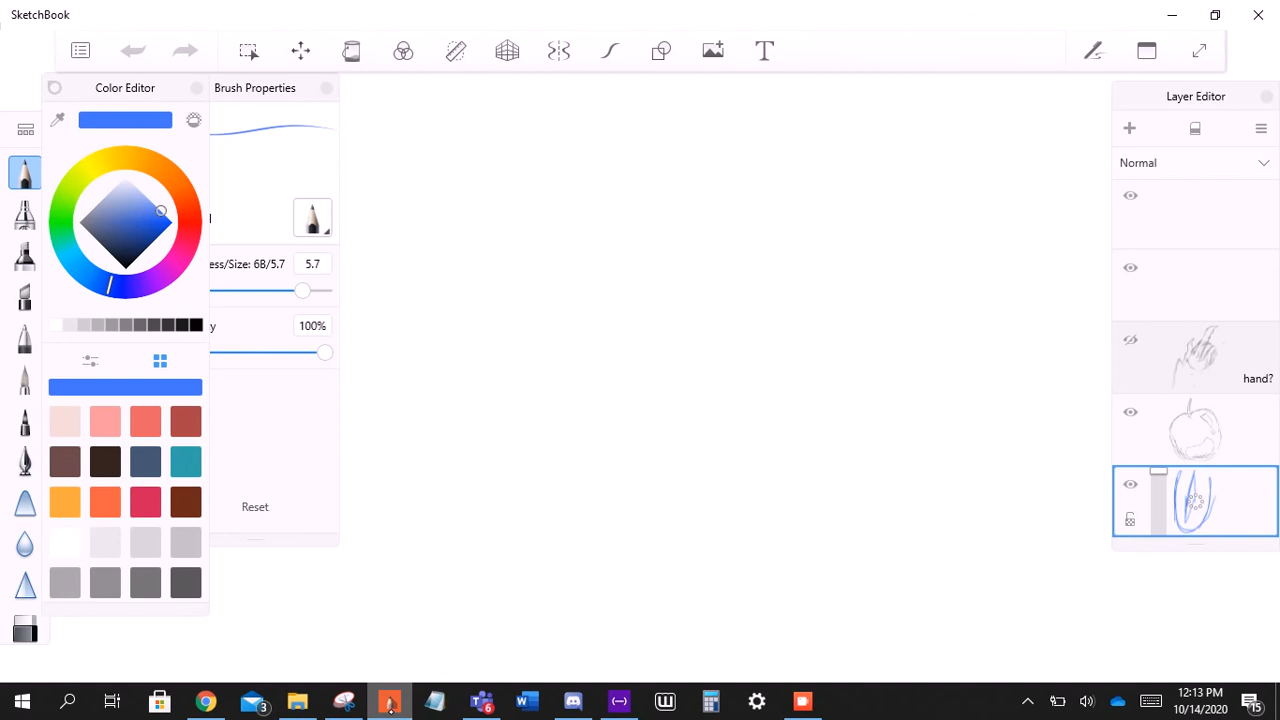 SketchBook
Color Editor
Brush Properties
Layer Editor
Normal
ess/Size: 6B/5.7
5.7
y
100%
hand?
Reset
12:13 PM
10/14/2020
3
6
15